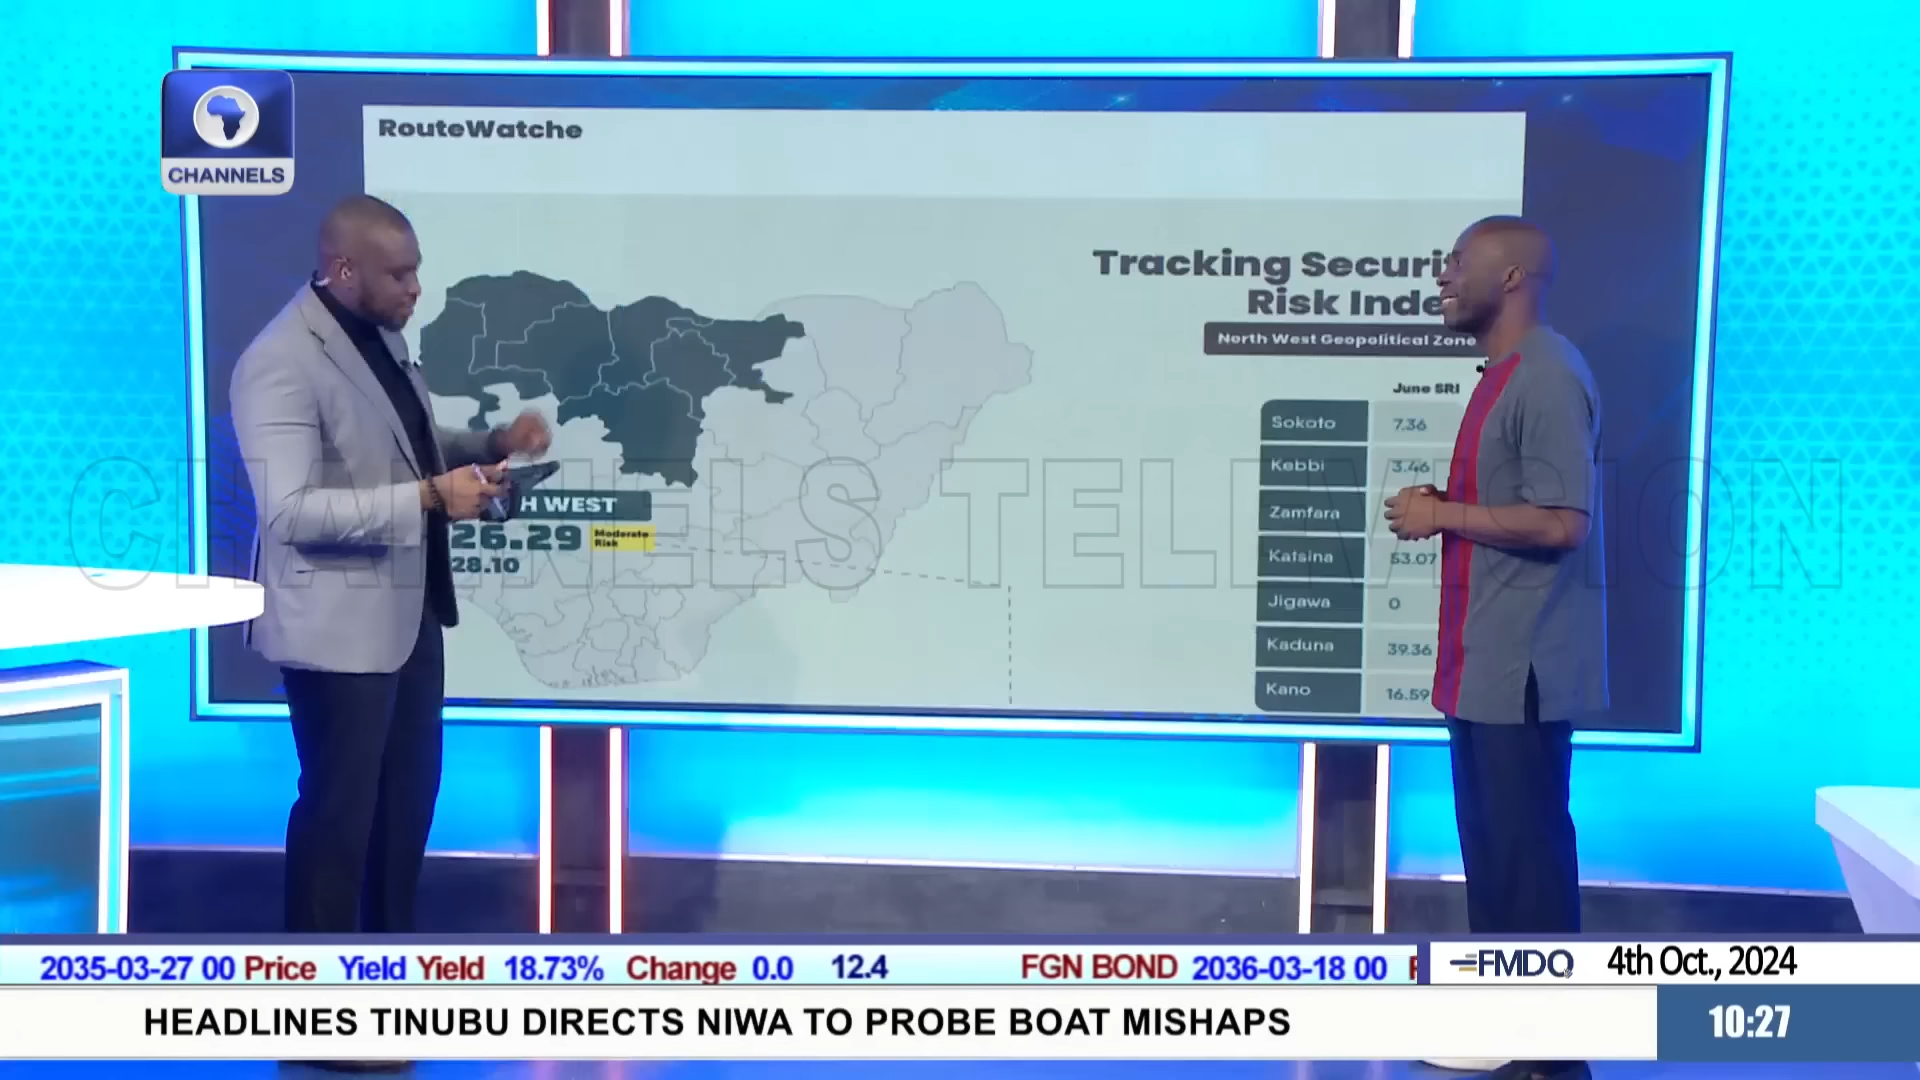 CHANNELS
RouteWatche
Tracking Securi
Risk Inde
North West Geopolitical Zone
June SRI
Sokoto 7.36
Kebbi 3.46
Zamfara
Katsina 53.07
Jigawa 0
Kaduna 39.36
Kano 16.59
H WEST
26.29 Moderate Risk
28.10
CHANNELS TELEVISION
2035-03-27 00 Price Yield Yield 18.73% Change 0.0 12.4 FGN BOND 2036-03-18 00
FMDQ 4th Oct., 2024
HEADLINES TINUBU DIRECTS NIWA TO PROBE BOAT MISHAPS
10:27